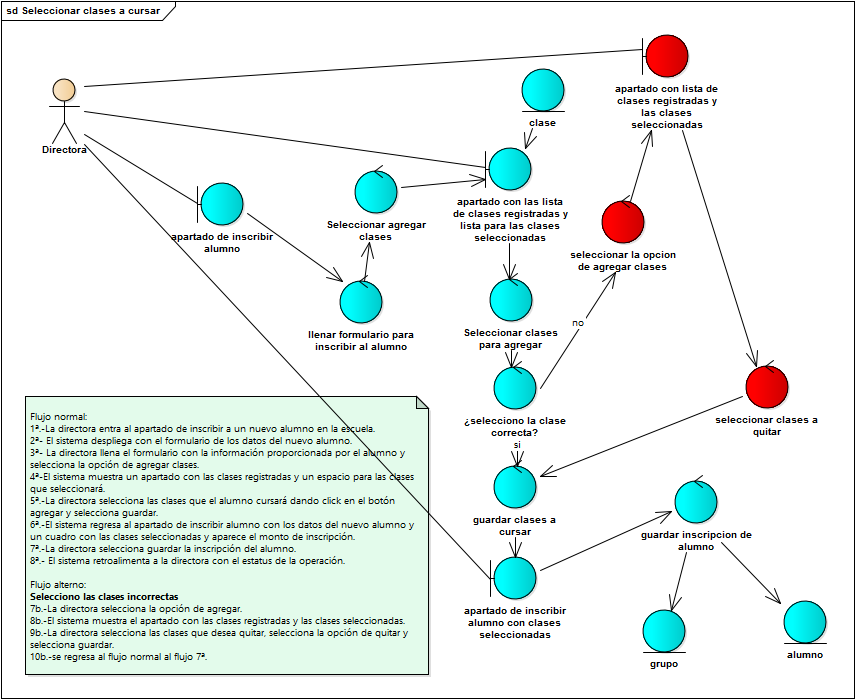 sd Seleccionar clases a cursar
Directora
apartado de inscribir
alumno
llenar formulario para
inscribir al alumno
Seleccionar agregar
clases
clase
apartado con las lista
de clases registradas y
lista para las clases
seleccionadas
Seleccionar clases
para agregar
¿selecciono la clase
correcta?
no
si
seleccionar la opcion
de agregar clases
apartado con lista de
clases registradas y
las clases
seleccionadas
seleccionar clases a
quitar
guardar clases a
cursar
apartado de inscribir
alumno con clases
seleccionadas
guardar inscripcion de
alumno
grupo
alumno
Flujo normal:
1ª.-La directora entra al apartado de inscribir a un nuevo alumno en la escuela.
2ª- El sistema despliega con el formulario de los datos del nuevo alumno.
3ª- La directora llena el formulario con la información proporcionada por el alumno y
selecciona la opción de agregar clases.
4ª-El sistema muestra un apartado con las clases registradas y un espacio para las clases
que seleccionará.
5ª.-La directora selecciona las clases que el alumno cursará dando click en el botón
agregar y selecciona guardar.
6ª.-El sistema regresa al apartado de inscribir alumno con los datos del nuevo alumno y
un cuadro con las clases seleccionadas y aparece el monto de inscripción.
7ª.-La directora selecciona guardar la inscripción del alumno.
8ª.- El sistema retroalimenta a la directora con el estatus de la operación.
Flujo alterno:
Selecciono las clases incorrectas
7b.-La directora selecciona la opción de agregar.
8b.-El sistema muestra el apartado con las clases registradas y las clases seleccionadas.
9b.-La directora selecciona las clases que desea quitar, selecciona la opción de quitar y
selecciona guardar.
10b.-se regresa al flujo normal al flujo 7ª.